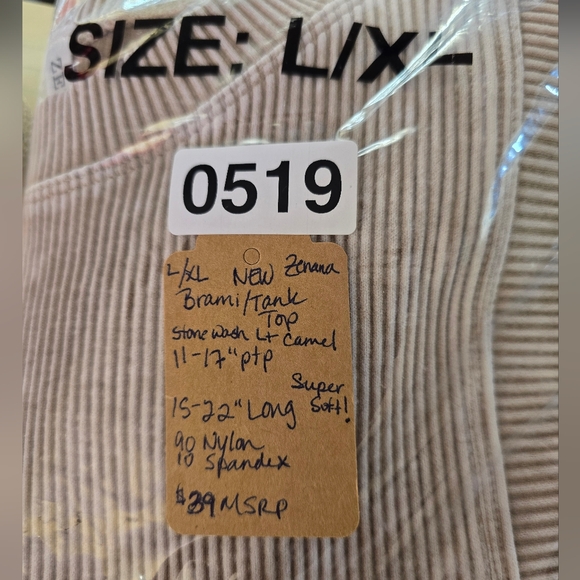 SIZE: L/XL
0519
L/XL NEW Zenana
Brami/Tank
Top
Stone Wash Lt Camel
11-17" ptp
Super
Soft!
15-22" Long
90 Nylon
10 Spandex
$39 MSRP